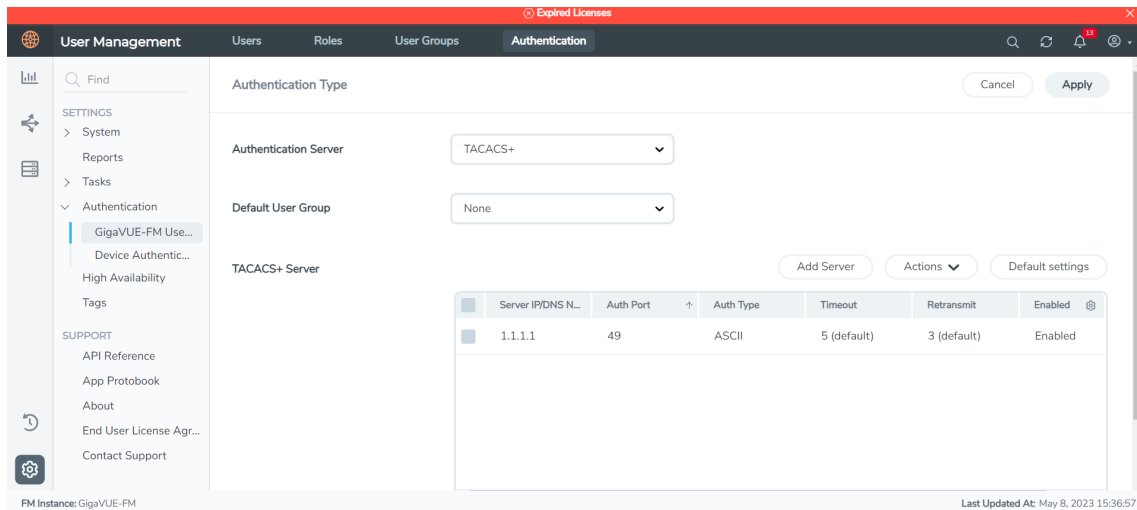 Expired Licenses
User Management
Users
Roles
User Groups
Authentication
13
Find
Authentication Type
Cancel
Apply
SETTINGS
System
Reports
Tasks
Authentication
GigaVUE-FM Use...
Device Authentic...
High Availability
Tags
SUPPORT
API Reference
App Protobook
About
End User License Agr...
Contact Support
Authentication Server
TACACS+
Default User Group
None
TACACS+ Server
Add Server
Actions
Default settings
Server IP/DNS N... Auth Port Auth Type Timeout Retransmit Enabled
1.1.1.1 49 ASCII 5 (default) 3 (default) Enabled
FM Instance: GigaVUE-FM
Last Updated At: May 8, 2023 15:36:57